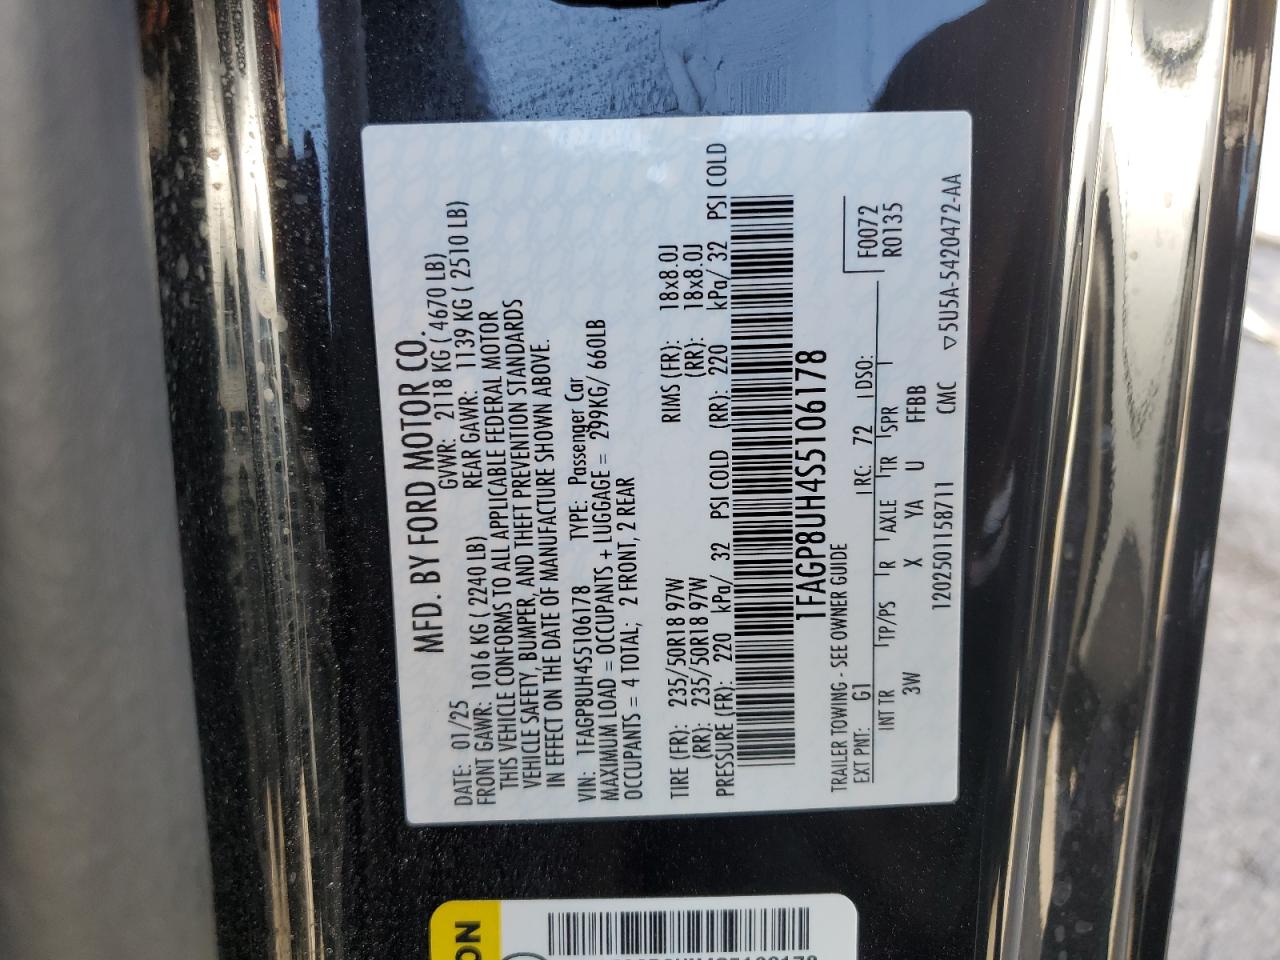 MFD. BY FORD MOTOR CO.
DATE: 01/25 GVWR: 2118 KG ( 4670 LB)
FRONT GAWR: 1016 KG ( 2240 LB) REAR GAWR: 1139 KG ( 2510 LB)
THIS VEHICLE CONFORMS TO ALL APPLICABLE FEDERAL MOTOR
VEHICLE SAFETY, BUMPER, AND THEFT PREVENTION STANDARDS
IN EFFECT ON THE DATE OF MANUFACTURE SHOWN ABOVE.
VIN: 1FAGP8UH4S5106178 TYPE: Passenger Car
MAXIMUM LOAD = OCCUPANTS + LUGGAGE = 299KG/ 660LB
OCCUPANTS = 4 TOTAL; 2 FRONT, 2 REAR
TIRE (FR): 235/50R18 97W RIMS (FR): 18x8.0J
(RR): 235/50R18 97W (RR): 18x8.0J
PRESSURE (FR): 220 kPa/ 32 PSI COLD (RR): 220 kPa/ 32 PSI COLD
1FAGP8UH4S5106178
TRAILER TOWING - SEE OWNER GUIDE
F0072
EXT PNT: G1 RC: 72 DSO: R0135
INT TR TP/PS R AXLE TR SPR
3W X YA U FFBB
1202501158711 CMC ▽5U5A-5420472-AA
ON